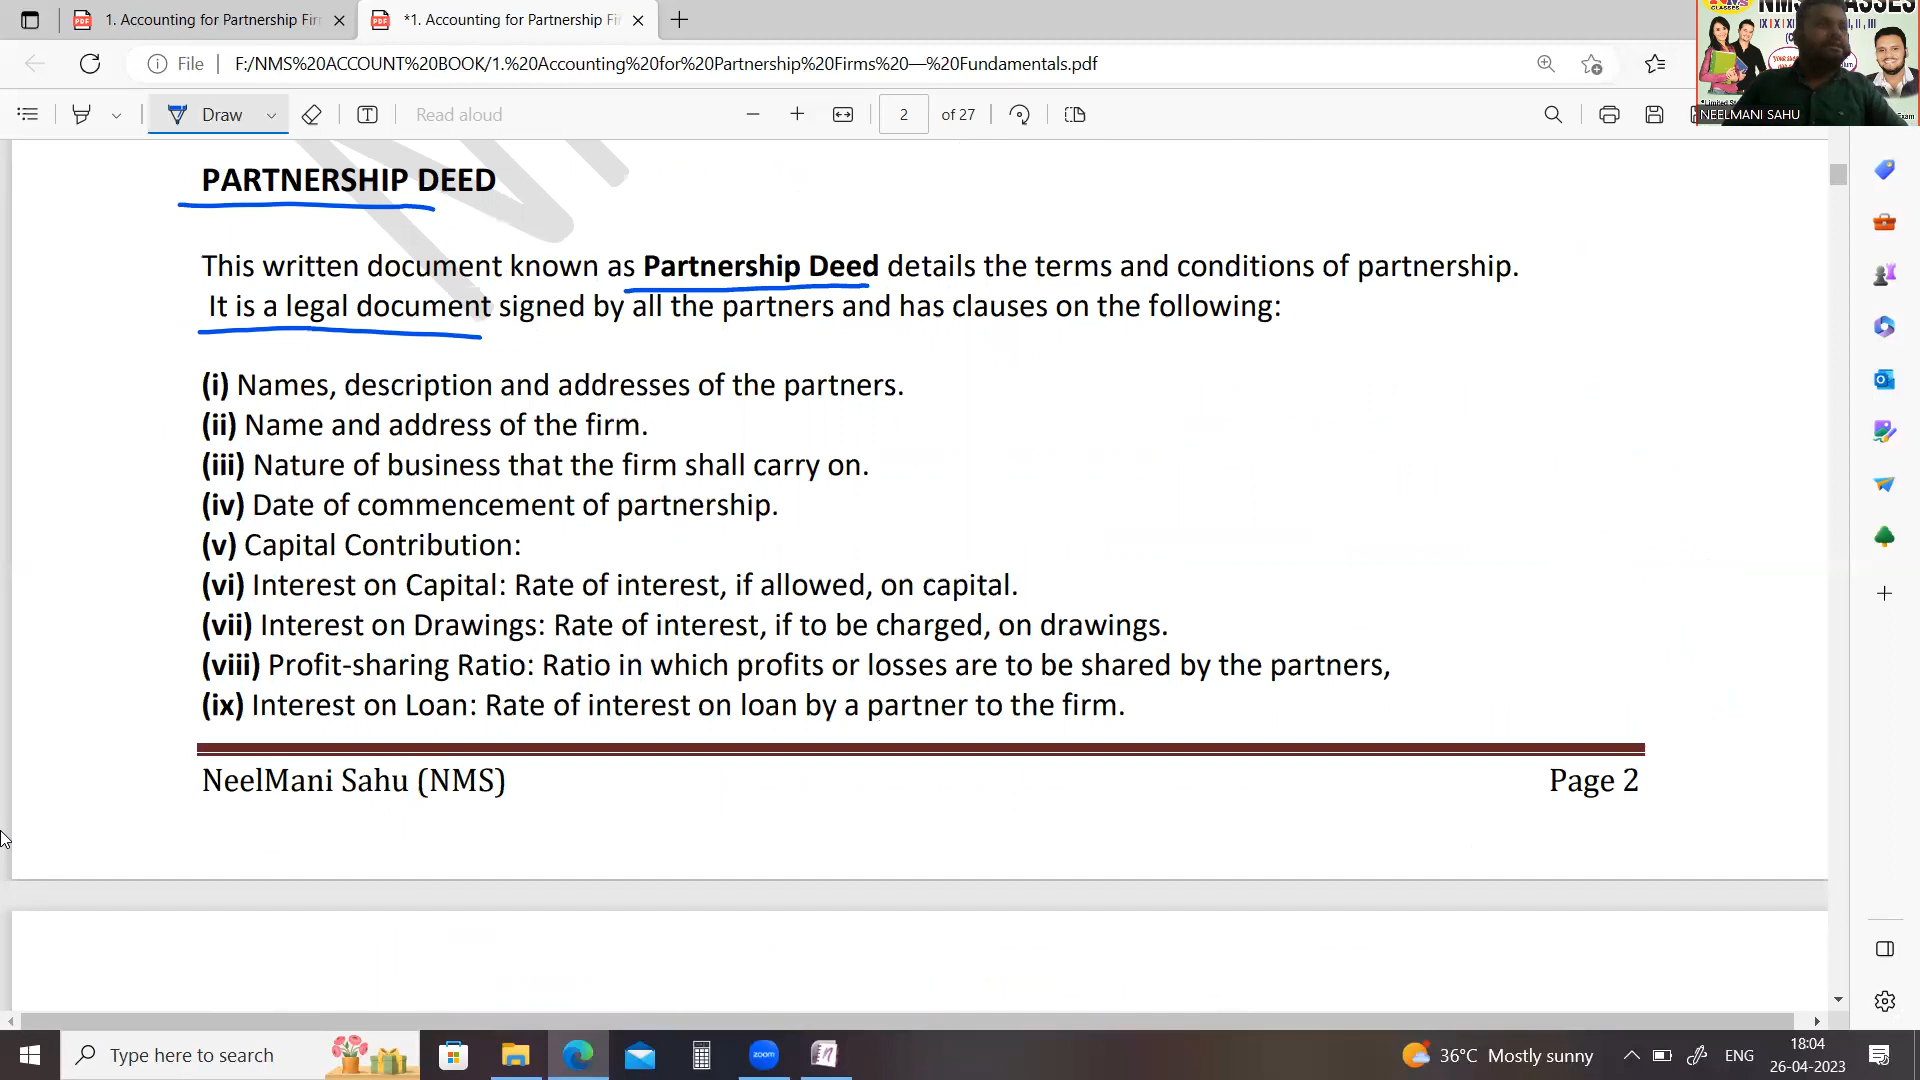 1. Accounting for Partnership Fir
*1. Accounting for Partnership Fi
File
F:/NMS%20ACCOUNT%20BOOK/1.%20Accounting%20for%20Partnership%20Firms%20—%20Fundamentals.pdf
Draw
Read aloud
2
of 27
CLASSES
NEELMANI SAHU
PARTNERSHIP DEED
This written document known as Partnership Deed details the terms and conditions of partnership.
It is a legal document signed by all the partners and has clauses on the following:
(i) Names, description and addresses of the partners.
(ii) Name and address of the firm.
(iii) Nature of business that the firm shall carry on.
(iv) Date of commencement of partnership.
(v) Capital Contribution:
(vi) Interest on Capital: Rate of interest, if allowed, on capital.
(vii) Interest on Drawings: Rate of interest, if to be charged, on drawings.
(viii) Profit-sharing Ratio: Ratio in which profits or losses are to be shared by the partners,
(ix) Interest on Loan: Rate of interest on loan by a partner to the firm.
NeelMani Sahu (NMS)
Page 2
Type here to search
zoom
36°C Mostly sunny
ENG
18:04
26-04-2023